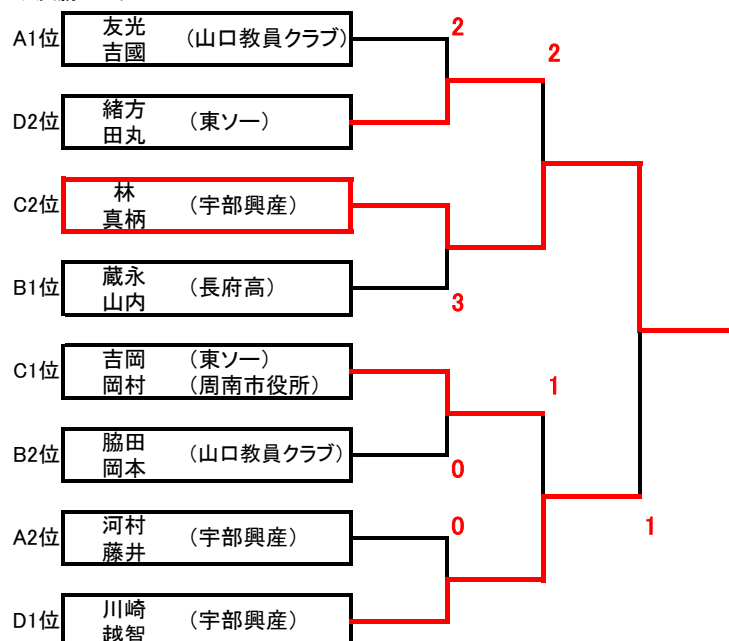 A1位 友光 (山口教員クラブ) 2
吉國
2
D2位 緒方 (東ソー)
田丸
C2位 林 (宇部興産)
真柄
B1位 蔵永 (長府高) 3
山内
C1位 吉岡 (東ソー)
岡村 (周南市役所)
1
B2位 脇田 (山口教員クラブ) 0
岡本
A2位 河村 (宇部興産) 0
藤井
1
D1位 川崎 (宇部興産)
越智